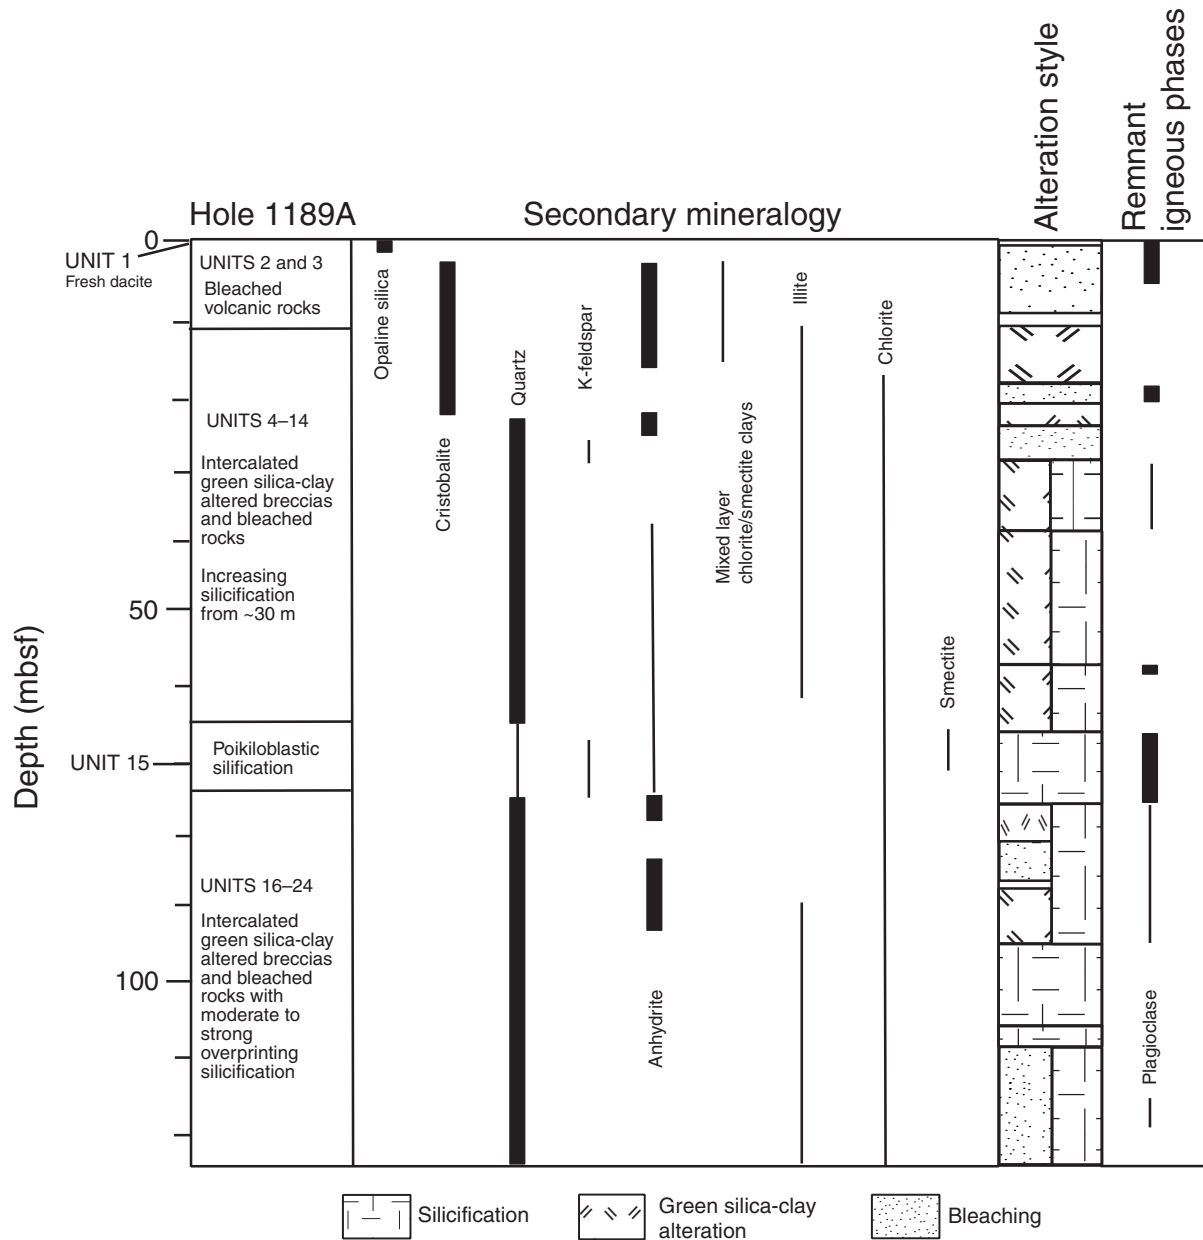 Hole 1189A
Secondary mineralogy
Alteration style
Remnant
igneous phases
Depth (mbsf)
0
50
100
UNIT 1
Fresh dacite
UNITS 2 and 3
Bleached
volcanic rocks
UNITS 4–14
Intercalated
green silica-clay
altered breccias
and bleached
rocks
Increasing
silicification
from ~30 m
UNIT 15
Poikiloblastic
silification
UNITS 16–24
Intercalated
green silica-clay
altered breccias
and bleached
rocks with
moderate to
strong
overprinting
silicification
Opaline silica
Cristobalite
Quartz
K-feldspar
Anhydrite
Mixed layer
chlorite/smectite clays
Illite
Chlorite
Smectite
Plagioclase
Silicification
Green silica-clay
alteration
Bleaching